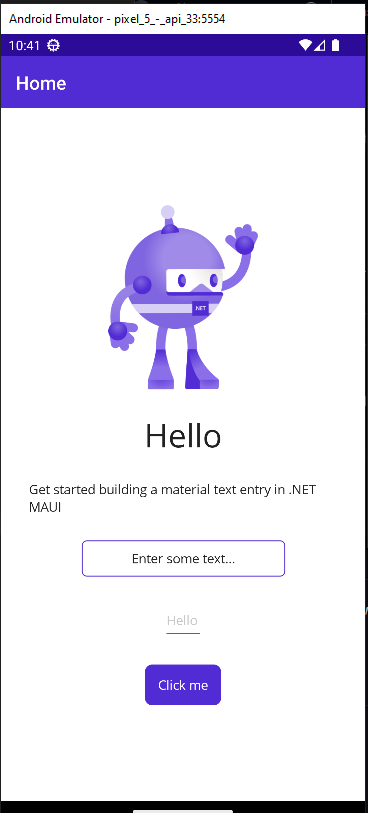 Android Emulator - pixel_5_-_api_33:5554
10:41
Home
.NET
Hello
Get started building a material text entry in .NET
MAUI
Enter some text...
Hello
Click me